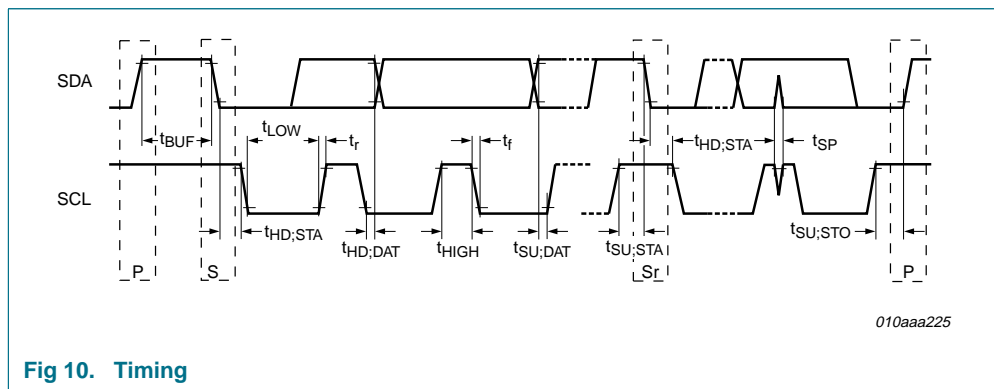 SDA
tBUF
tLOW
tr
tf
tHD;STA
tSP
SCL
tHD;STA
tHD;DAT
tHIGH
tSU;DAT
tSU;STA
tSU;STO
P
S
Sr
P
010aaa225
Fig 10. Timing